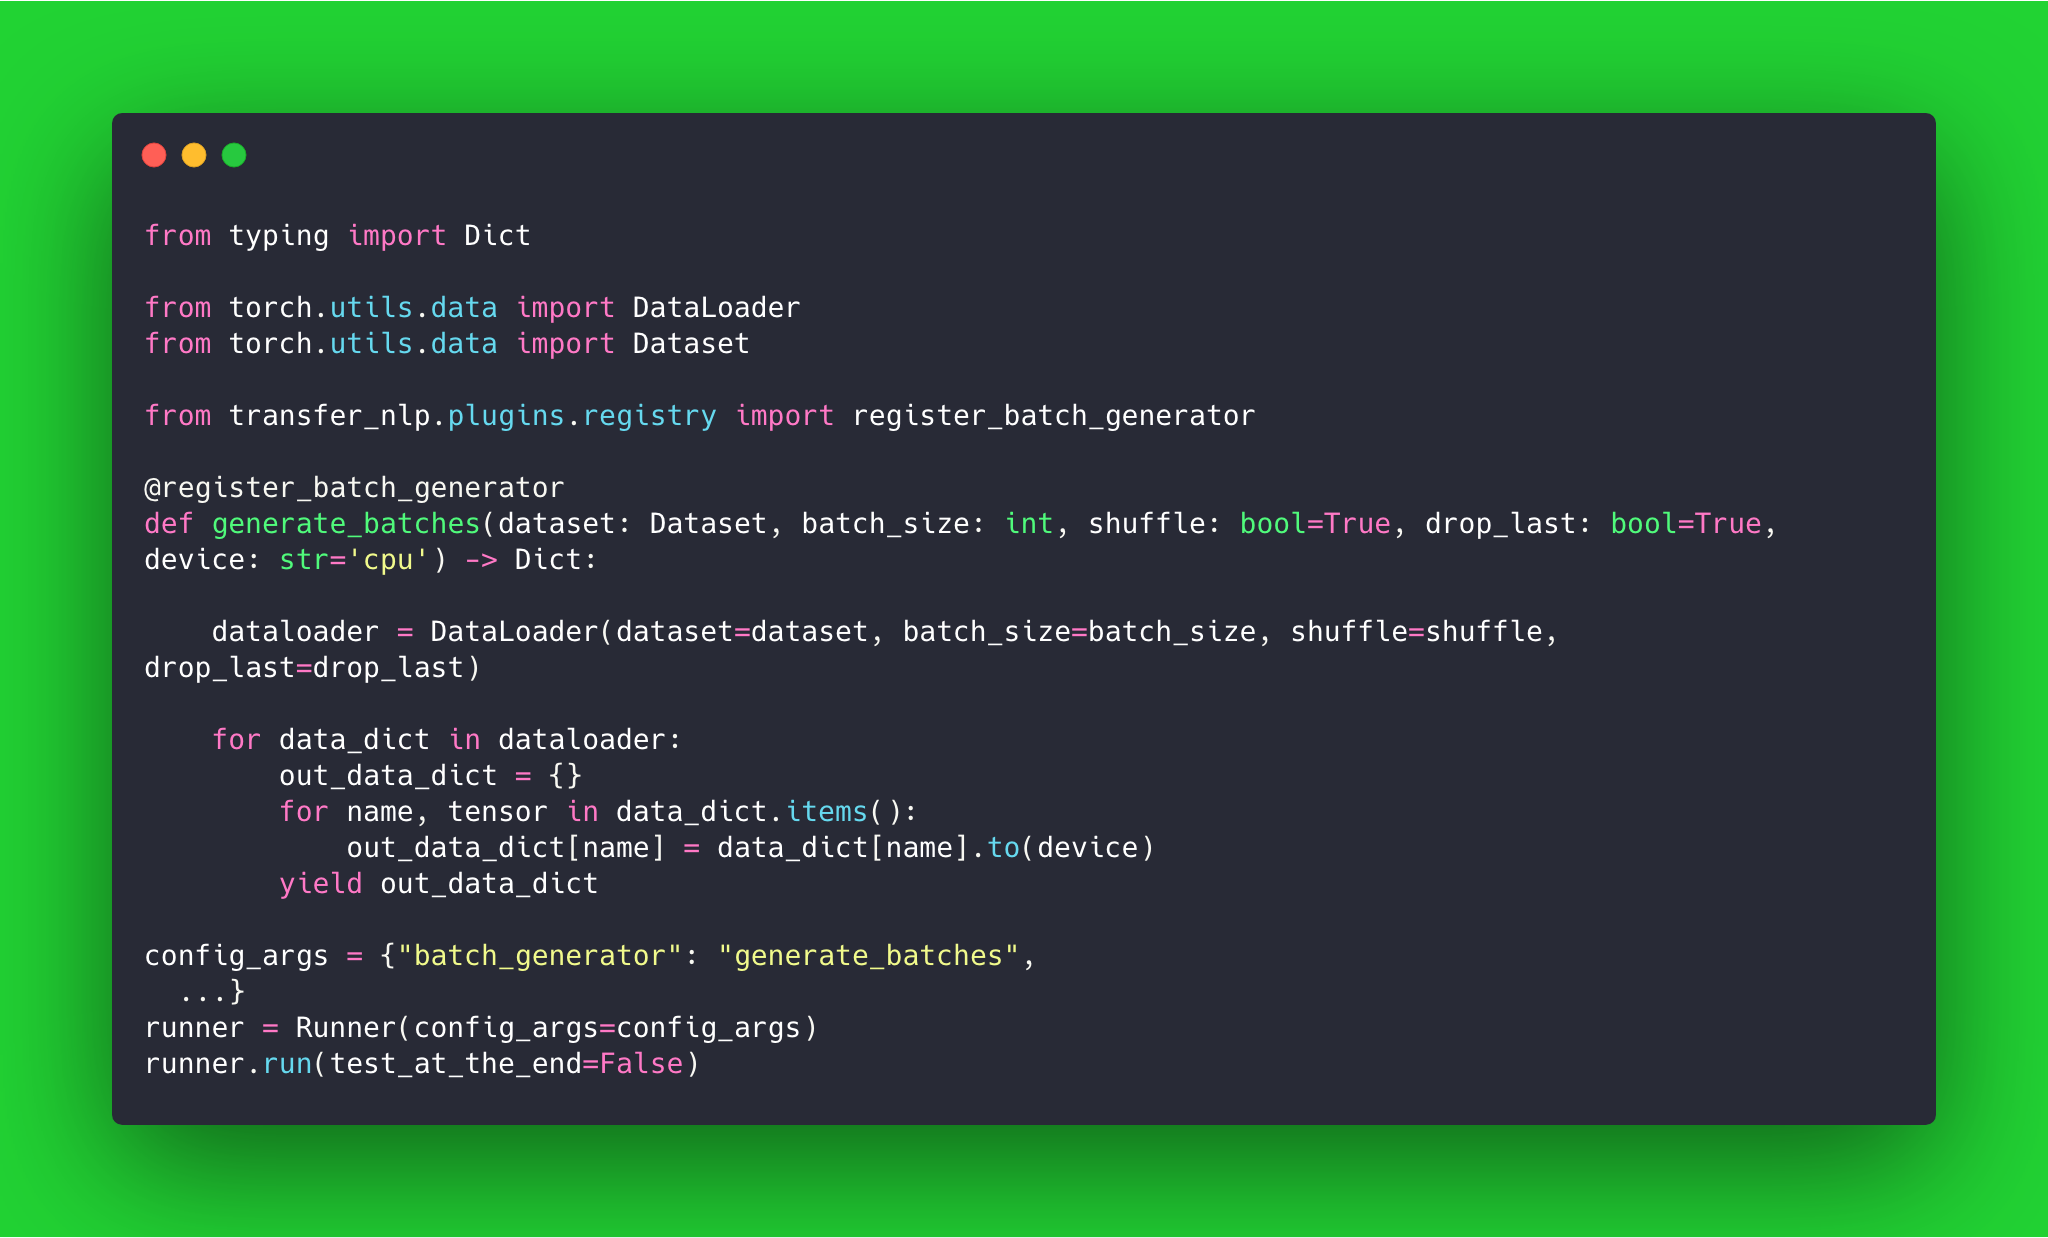 from typing import Dict

from torch.utils.data import DataLoader
from torch.utils.data import Dataset

from transfer_nlp.plugins.registry import register_batch_generator

@register_batch_generator
def generate_batches(dataset: Dataset, batch_size: int, shuffle: bool=True, drop_last: bool=True,
device: str='cpu') -> Dict:

    dataloader = DataLoader(dataset=dataset, batch_size=batch_size, shuffle=shuffle,
drop_last=drop_last)

    for data_dict in dataloader:
        out_data_dict = {}
        for name, tensor in data_dict.items():
            out_data_dict[name] = data_dict[name].to(device)
        yield out_data_dict

config_args = {"batch_generator": "generate_batches",
  ...}
runner = Runner(config_args=config_args)
runner.run(test_at_the_end=False)